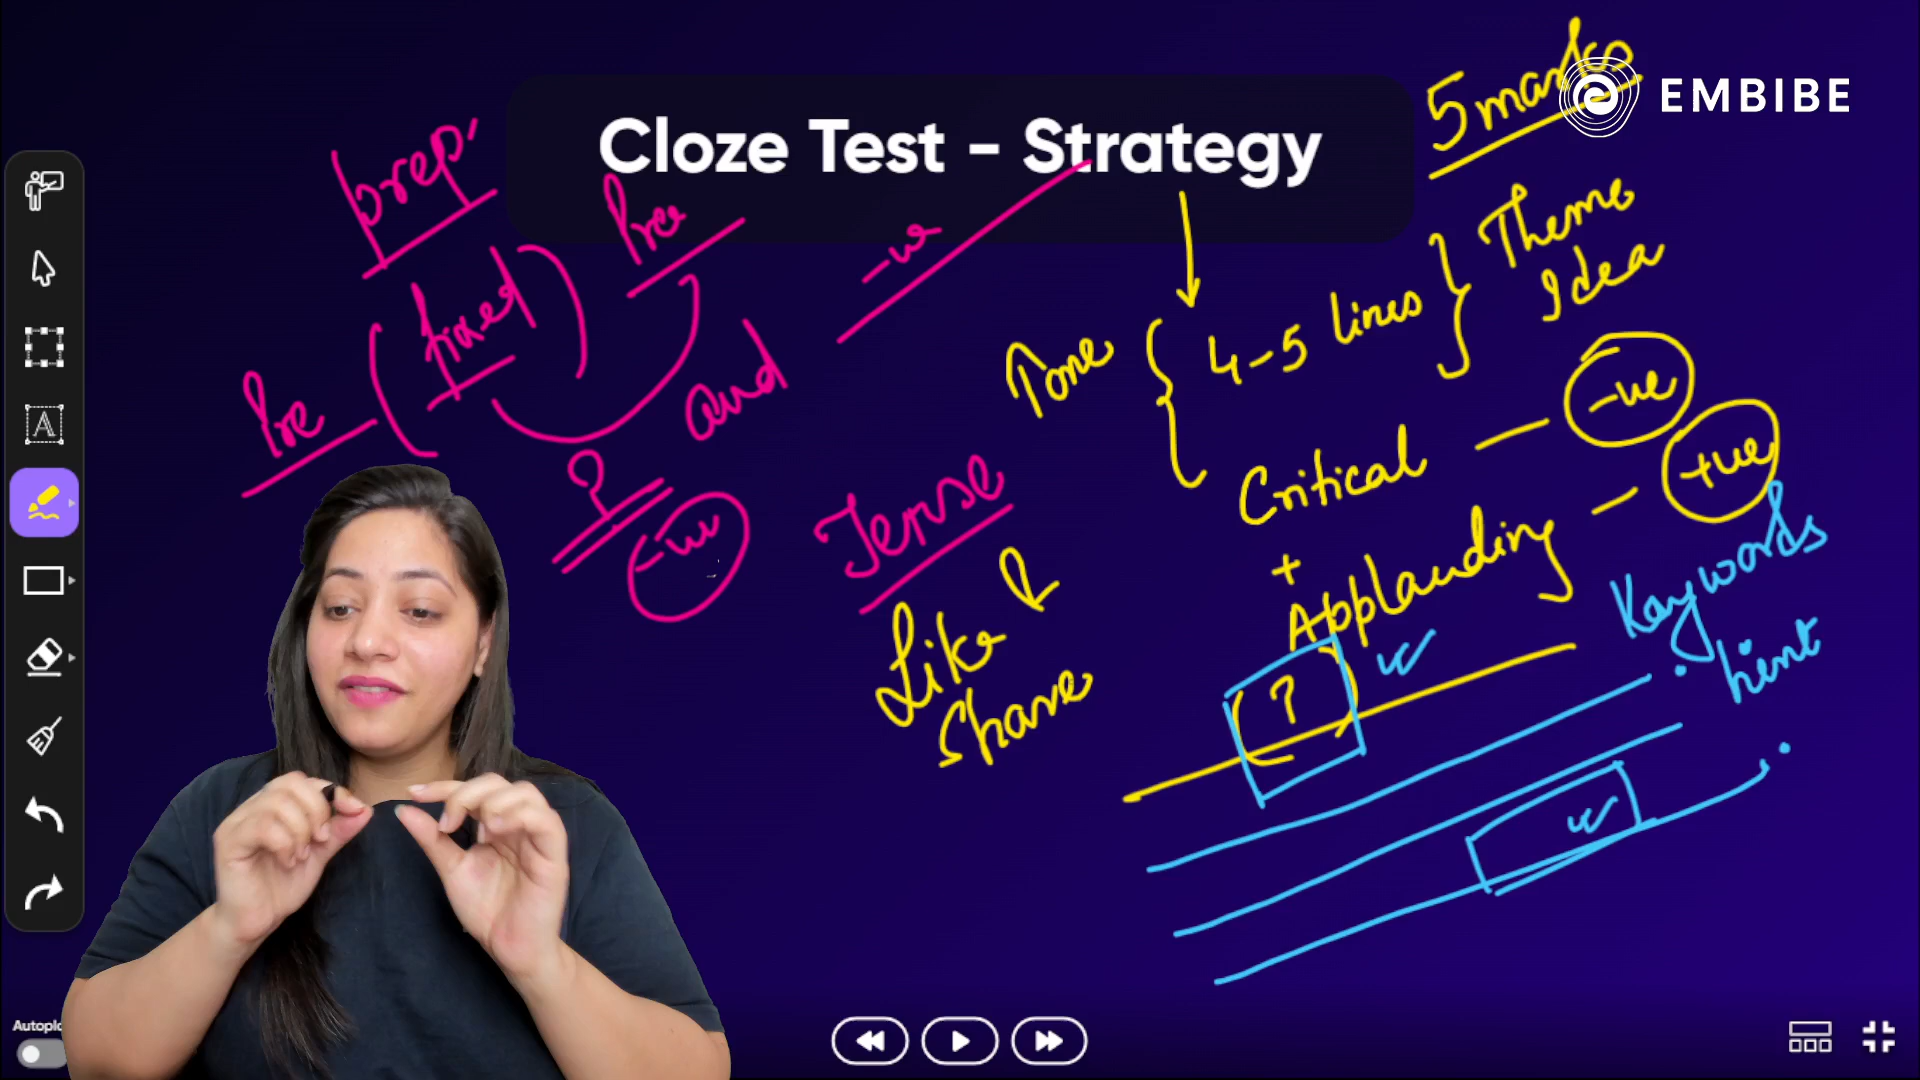 EMBIBE
5 marks
Cloze Test - Strategy
prep.
Pre
-ve
(fixed)
Pre
and
?
-ve
Tense
Theme
Idea
4-5 lines
Tone
Critical - -ve
+
Applauding - +ve
Like &
Share
Keywords
hint
(?)
Autoplo